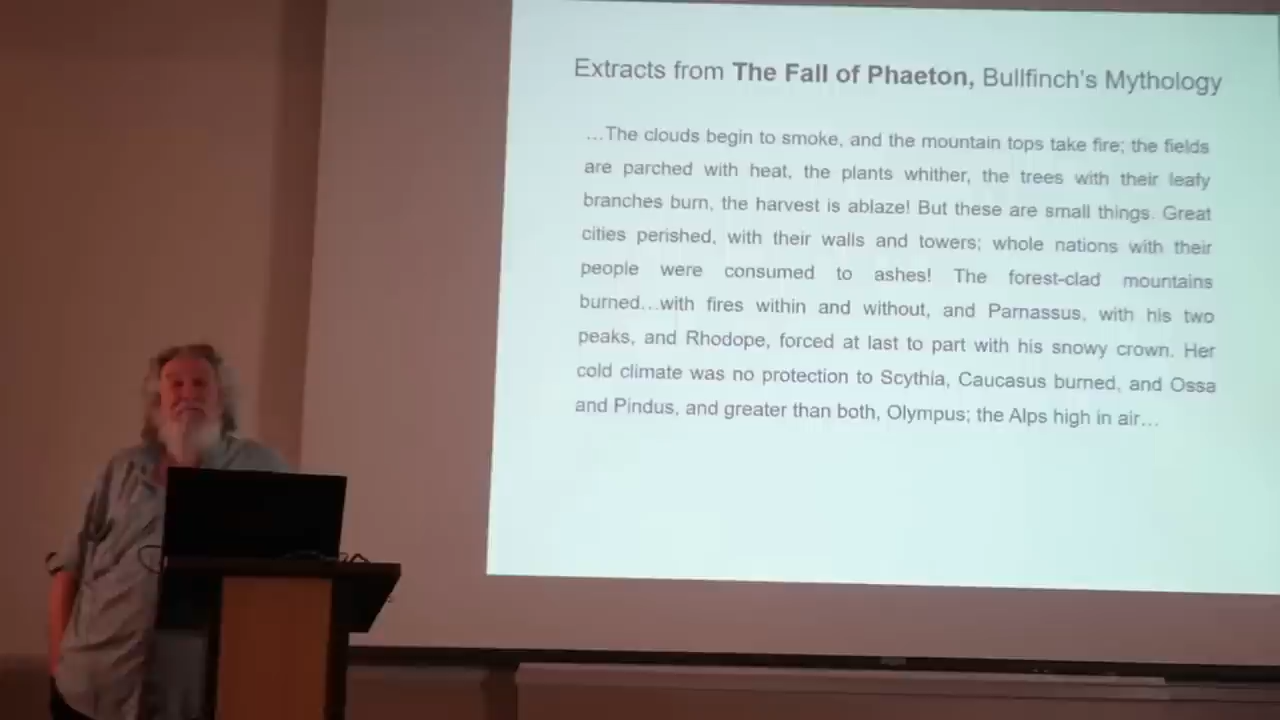 Extracts from The Fall of Phaeton, Bullfinch's Mythology
...The clouds begin to smoke, and the mountain tops take fire; the fields
are parched with heat, the plants whither, the trees with their leafy
branches burn, the harvest is ablaze! But these are small things. Great
cities perished, with their walls and towers; whole nations with their
people were consumed to ashes! The forest-clad mountains
burned...with fires within and without, and Parnassus, with his two
peaks, and Rhodope, forced at last to part with his snowy crown. Her
cold climate was no protection to Scythia, Caucasus burned, and Ossa
and Pindus, and greater than both, Olympus; the Alps high in air...